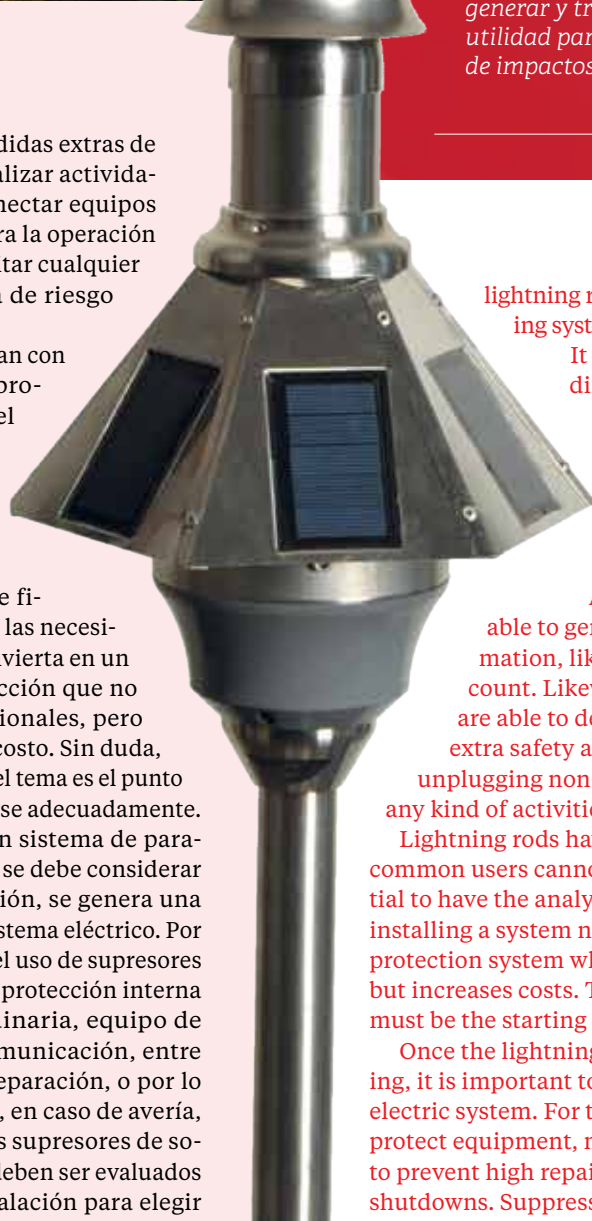 generar y tr
utilidad par
de impactos
didas extras de
alizar activida-
nectar equipos
ra la operación
itar cualquier
de riesgo
an con
pro-
el
e fi-
las necesi-
vierta en un
cción que no
ionales, pero
costo. Sin duda,
el tema es el punto
se adecuadamente.
n sistema de para-
se debe considerar
ión, se genera una
stema eléctrico. Por
el uso de supresores
protección interna
uinaria, equipo de
municación, entre
eparación, o por lo
, en caso de avería,
s supresores de so-
deben ser evaluados
alación para elegir
lightning r
ing syst
It
di
able to ger
mation, lik
count. Likev
are able to de
extra safety a
unplugging non
any kind of activitie
Lightning rods hav
common users canno
tial to have the analy
installing a system n
protection system wh
but increases costs. T
must be the starting
Once the lightning
ing, it is important to
electric system. For t
protect equipment, n
to prevent high repai
shutdowns. Suppress